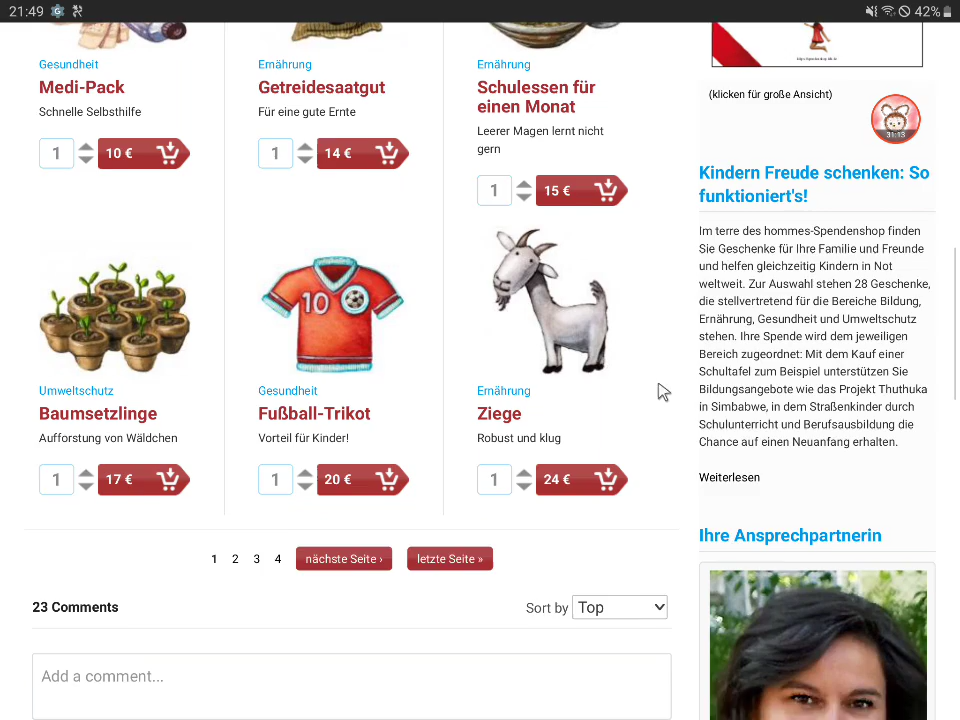 21:49
42%
Gesundheit
Medi-Pack
Schnelle Selbsthilfe
1
10 €
Ernährung
Getreidesaatgut
Für eine gute Ernte
1
14 €
Ernährung
Schulessen für
einen Monat
Leerer Magen lernt nicht
gern
1
15 €
10
Umweltschutz
Baumsetzlinge
Aufforstung von Wäldchen
1
17 €
Gesundheit
Fußball-Trikot
Vorteil für Kinder!
1
20 €
Ernährung
Ziege
Robust und klug
1
24 €
1 2 3 4 nächste Seite › letzte Seite »
23 Comments
Sort by Top
Add a comment...
(klicken für große Ansicht)
31:13
Kindern Freude schenken: So
funktioniert's!
Im terre des hommes-Spendenshop finden
Sie Geschenke für Ihre Familie und Freunde
und helfen gleichzeitig Kindern in Not
weltweit. Zur Auswahl stehen 28 Geschenke,
die stellvertretend für die Bereiche Bildung,
Ernährung, Gesundheit und Umweltschutz
stehen. Ihre Spende wird dem jeweiligen
Bereich zugeordnet: Mit dem Kauf einer
Schultafel zum Beispiel unterstützen Sie
Bildungsangebote wie das Projekt Thuthuka
in Simbabwe, in dem Straßenkinder durch
Schulunterricht und Berufsausbildung die
Chance auf einen Neuanfang erhalten.
Weiterlesen
Ihre Ansprechpartnerin